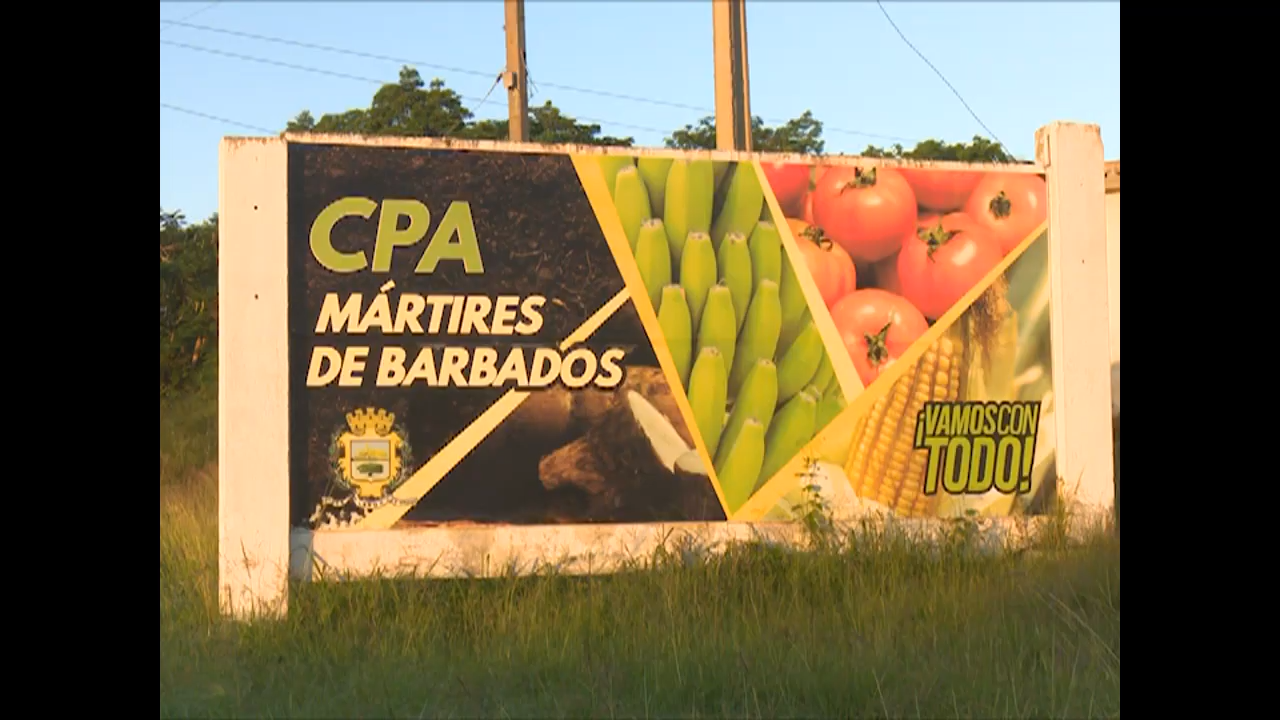 CPA
MÁRTIRES
DE BARBADOS
¡VAMOS CON
TODO!